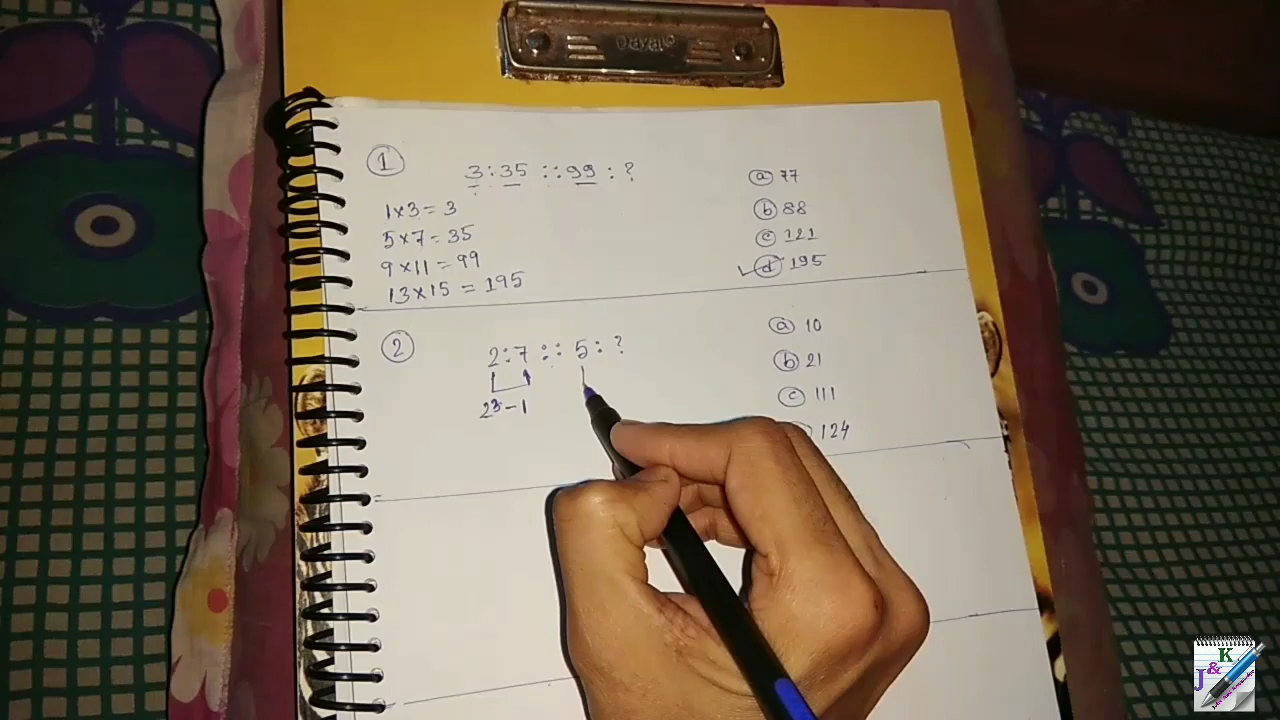 Dayal®
1
3 : 35 :: 99 : ?
1×3 = 3
5×7 = 35
9×11 = 99
13×15 = 195
a 77
b 88
c 121
d 195
2
2 : 7 :: 5 : ?
2³-1
a 10
b 21
c 111
124
J&K